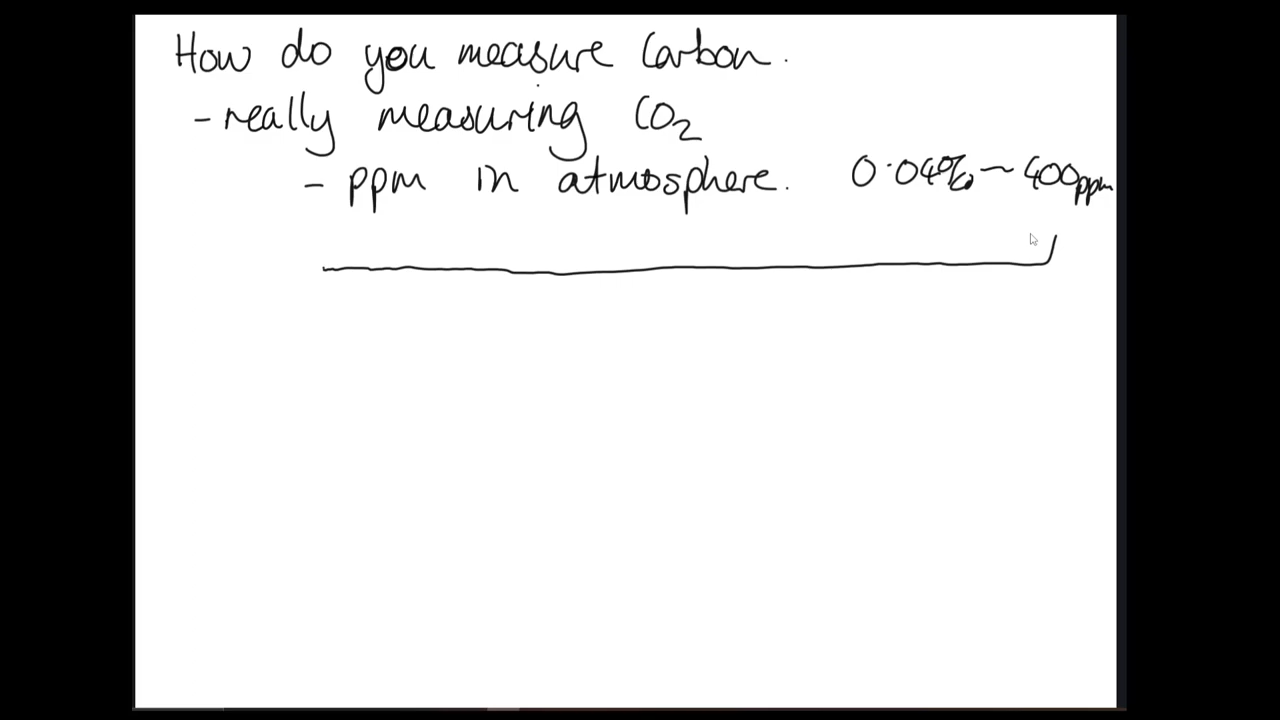 How do you measure Carbon.
- really measuring CO2
- ppm in atmosphere. 0.04% ~ 400ppm